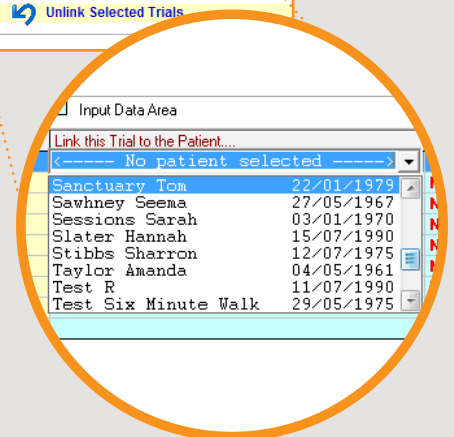 Unlink Selected Trials
Input Data Area
Link this Trial to the Patient....
<----- No patient selected ----->
Sanctuary Tom 22/01/1979
Sawhney Seema 27/05/1967
Sessions Sarah 03/01/1970
Slater Hannah 15/07/1990
Stibbs Sharron 12/07/1975
Taylor Amanda 04/05/1961
Test R 11/07/1990
Test Six Minute Walk 29/05/1975